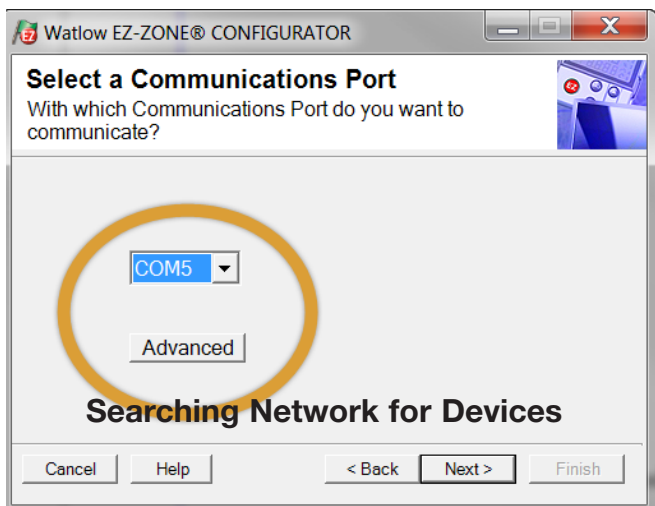 Watlow EZ-ZONE® CONFIGURATOR
Select a Communications Port
With which Communications Port do you want to
communicate?
EZ
COM5
Advanced
Searching Network for Devices
Cancel Help < Back Next > Finish